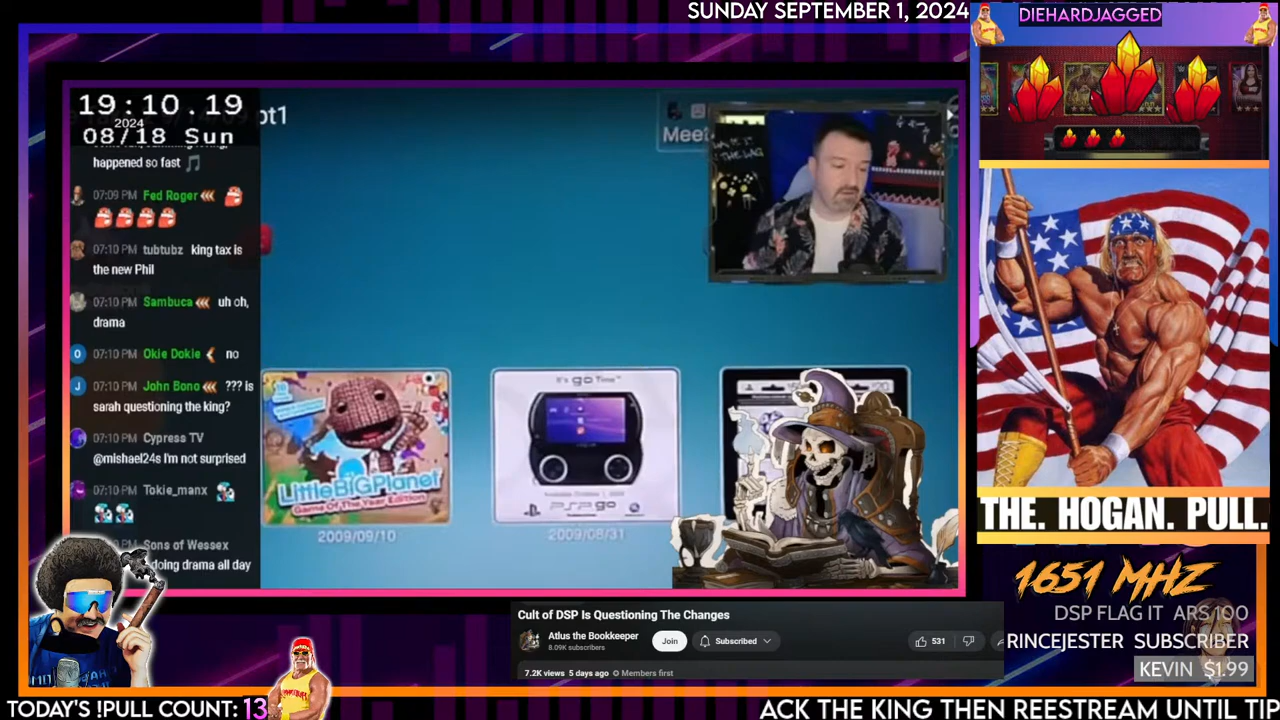 SUNDAY SEPTEMBER 1, 2024
DIEHARDJAGGED
19:10.19
2024
08/18 Sun
pt1
Meet
happened so fast 🎵
07:09 PM Fed Roger
07:10 PM tubtubz king tax is
the new Phil
07:10 PM Sambuca uh oh,
drama
07:10 PM Okie Dokie no
07:10 PM John Bono ??? is
sarah questioning the king?
07:10 PM Cypress TV
@mishael24s I'm not surprised
07:10 PM Tokie_manx
PM Sons of Wessex
doing drama all day
LittleBIGPlanet
Game Of The Year Edition
2009/09/10
It's go Time
PSP go
2009/08/31
THE. HOGAN. PULL.
1651 MHZ
DSP FLAG IT ARS 100
RINCEJESTER SUBSCRIBER
KEVIN $1.99
Cult of DSP Is Questioning The Changes
Atlus the Bookkeeper
8.09K subscribers
Join
Subscribed
531
7.2K views 5 days ago Members first
TODAY'S !PULL COUNT: 13
ACK THE KING THEN REESTREAM UNTIL TIP